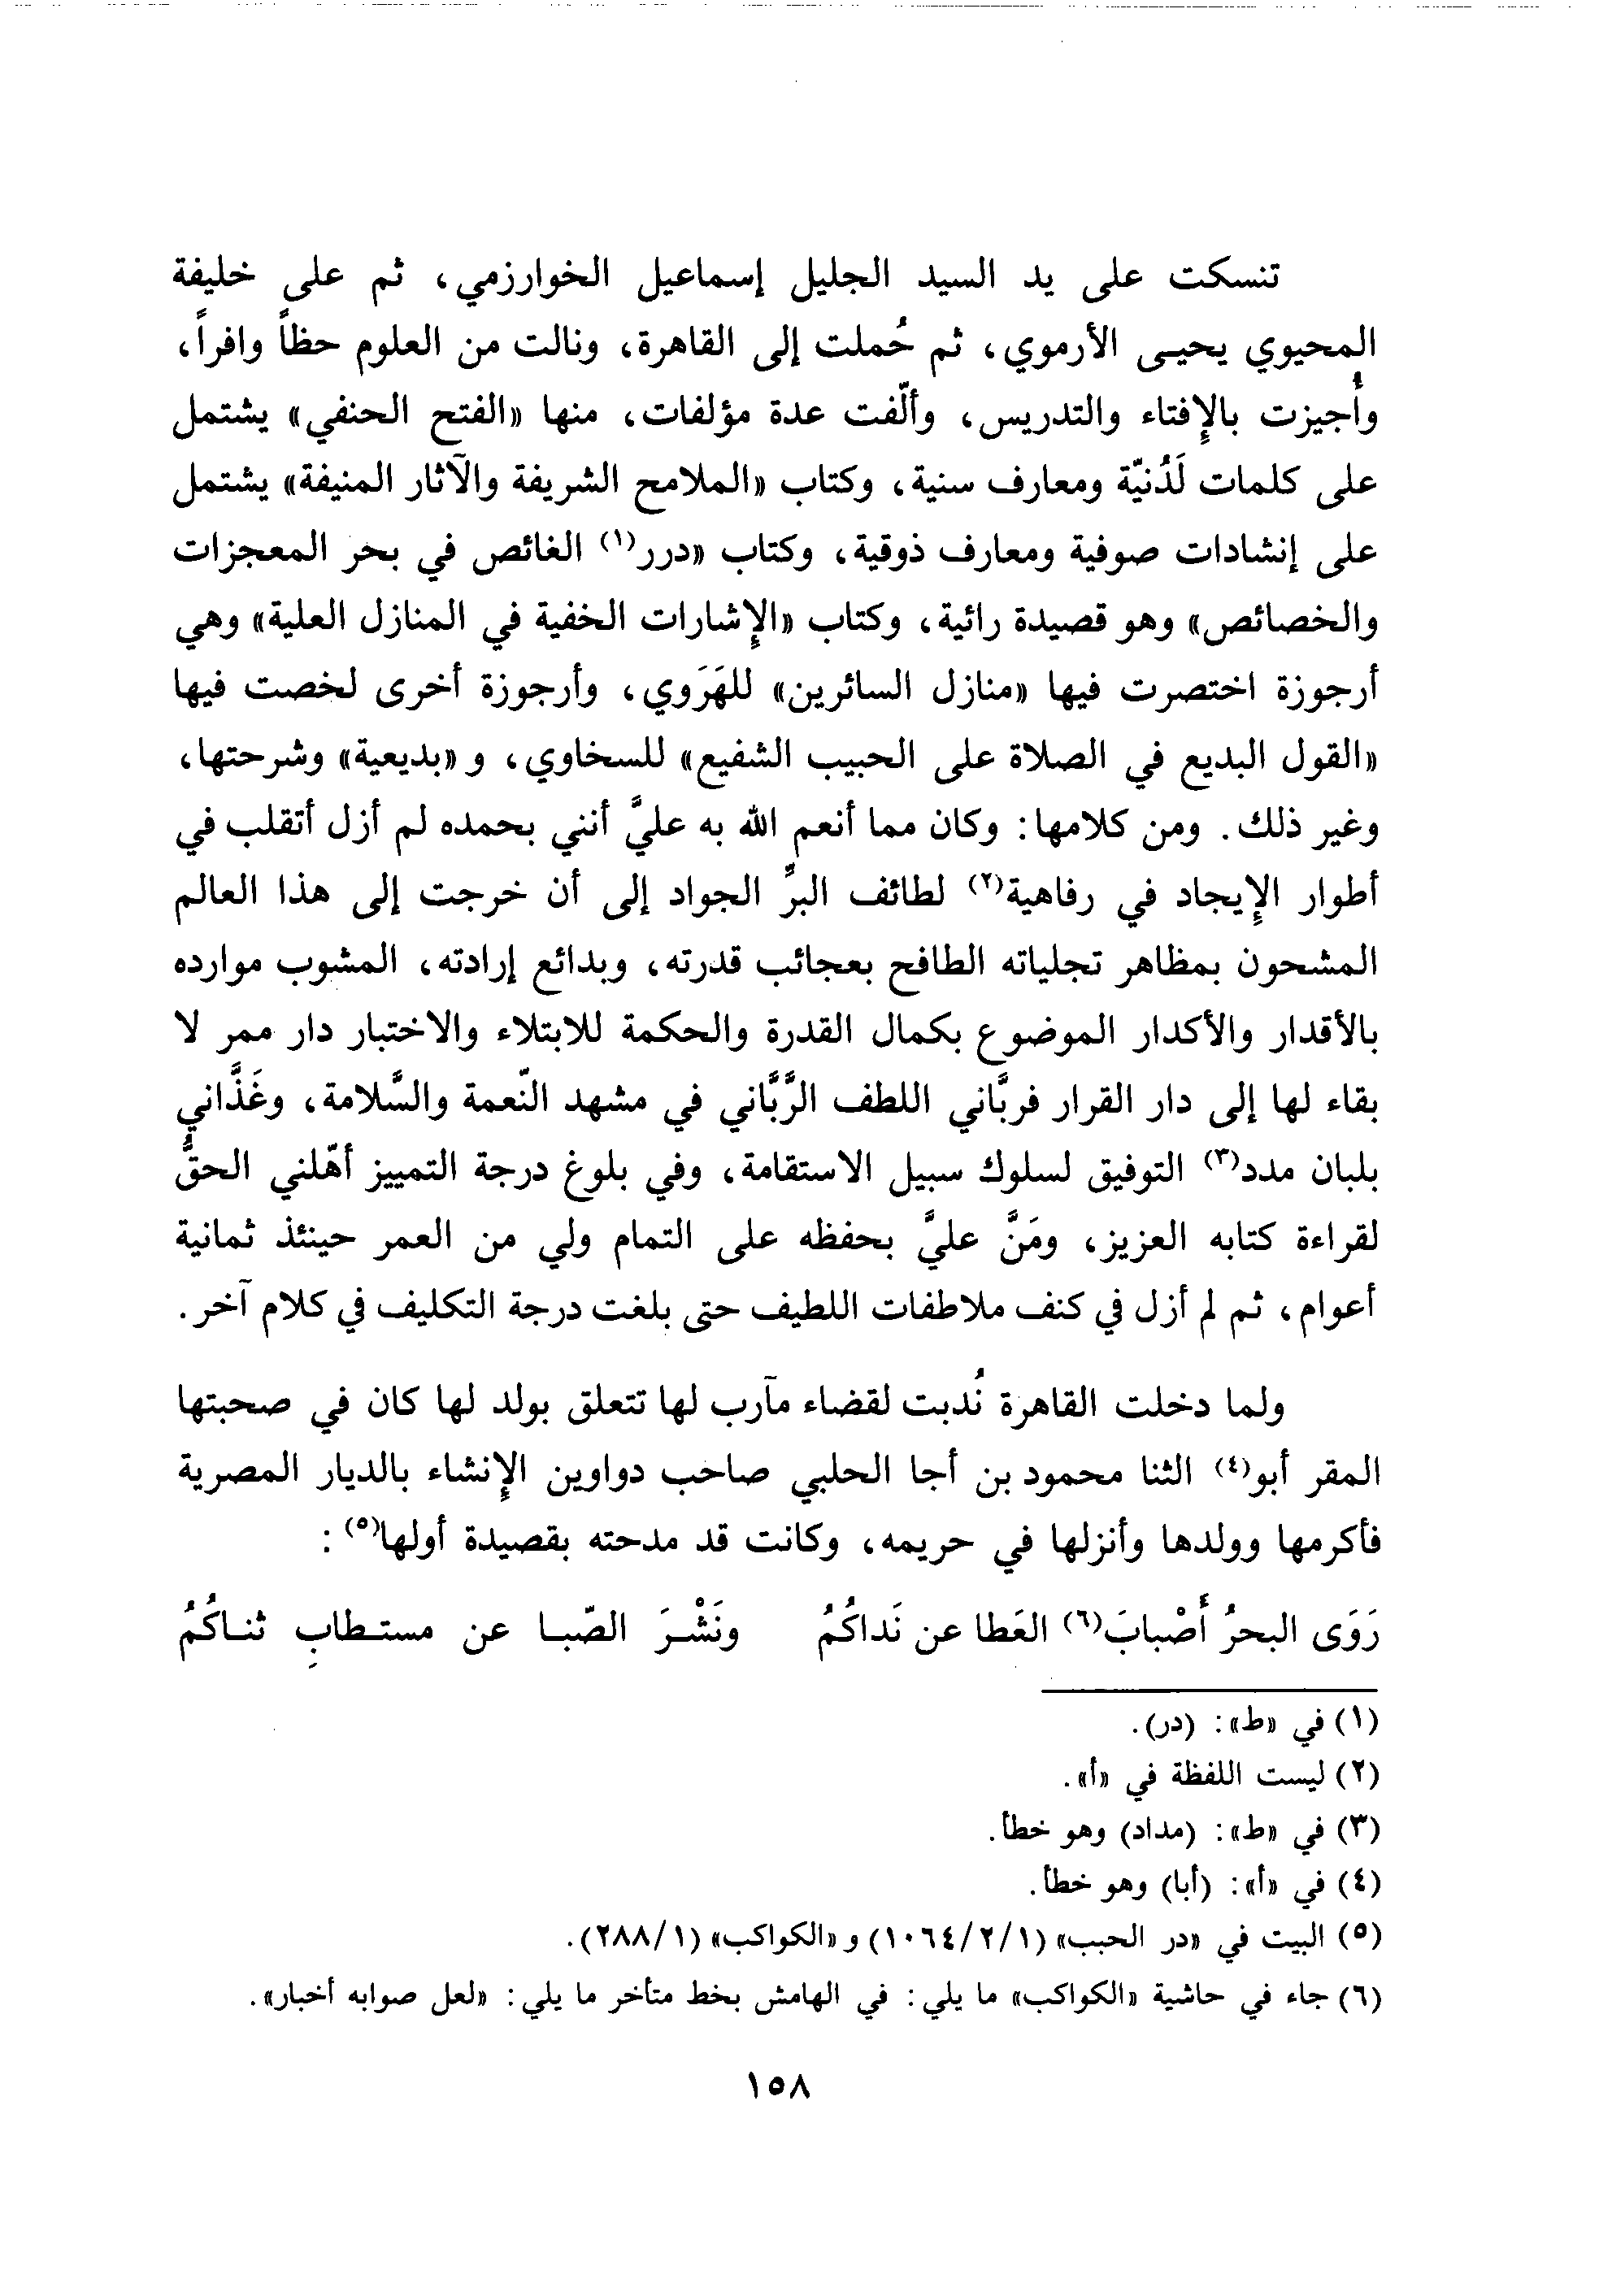 تنسكت على يد السيد الجليل إسماعيل الخوارزمي، ثم على خليفة
المحيوي يحيى الأرموي، ثم حُملت إلى القاهرة، ونالت من العلوم حظاً وافراً،
وأُجيزت بالإفتاء والتدريس، وألّفت عدة مؤلفات، منها «الفتح الحنفي» يشتمل
على كلمات لَدُنيّة ومعارف سنية، وكتاب «الملامح الشريفة والآثار المنيفة» يشتمل
على إنشادات صوفية ومعارف ذوقية، وكتاب «درر(١) الغائص في بحر المعجزات
والخصائص» وهو قصيدة رائية، وكتاب «الإشارات الخفية في المنازل العلية» وهي
أرجوزة اختصرت فيها «منازل السائرين» للهَرَوي، وأرجوزة أخرى لخصت فيها
«القول البديع في الصلاة على الحبيب الشفيع» للسخاوي، و «بديعية» وشرحتها،
وغير ذلك. ومن كلامها: وكان مما أنعم الله به عليَّ أنني بحمده لم أزل أتقلب في
أطوار الإيجاد في رفاهية(٢) لطائف البرِّ الجواد إلى أن خرجت إلى هذا العالم
المشحون بمظاهر تجلياته الطافح بعجائب قدرته، وبدائع إرادته، المشوب موارده
بالأقدار والأكدار الموضوع بكمال القدرة والحكمة للابتلاء والاختبار دار ممر لا
بقاء لها إلى دار القرار فربَّاني اللطف الرَّبَّاني في مشهد النّعمة والسَّلامة، وغَذَّاني
بلبان مدد(٣) التوفيق لسلوك سبيل الاستقامة، وفي بلوغ درجة التمييز أهّلني الحقُّ
لقراءة كتابه العزيز، ومَنَّ عليَّ بحفظه على التمام ولي من العمر حينئذ ثمانية
أعوام، ثم لم أزل في كنف ملاطفات اللطيف حتى بلغت درجة التكليف في كلام آخر.
ولما دخلت القاهرة نُدبت لقضاء مآرب لها تتعلق بولد لها كان في صحبتها
المقر أبو(٤) الثنا محمود بن أجا الحلبي صاحب دواوين الإنشاء بالديار المصرية
فأكرمها وولدها وأنزلها في حريمه، وكانت قد مدحته بقصيدة أولها(٥):
رَوَى البحرُ أَصْبابَ(٦) العَطا عن نَداكُمُ ونَشْرَ الصّبا عن مستطابِ ثناكُمُ
(١) في «ط»: (در).
(٢) ليست اللفظة في «أ».
(٣) في «ط»: (مداد) وهو خطأ.
(٤) في «أ»: (أبا) وهو خطأ.
(٥) البيت في «در الحبب» (١/٢/١٠٦٤) و «الكواكب» (١/٢٨٨).
(٦) جاء في حاشية «الكواكب» ما يلي: في الهامش بخط متأخر ما يلي: «لعل صوابه أخبار».
١٥٨